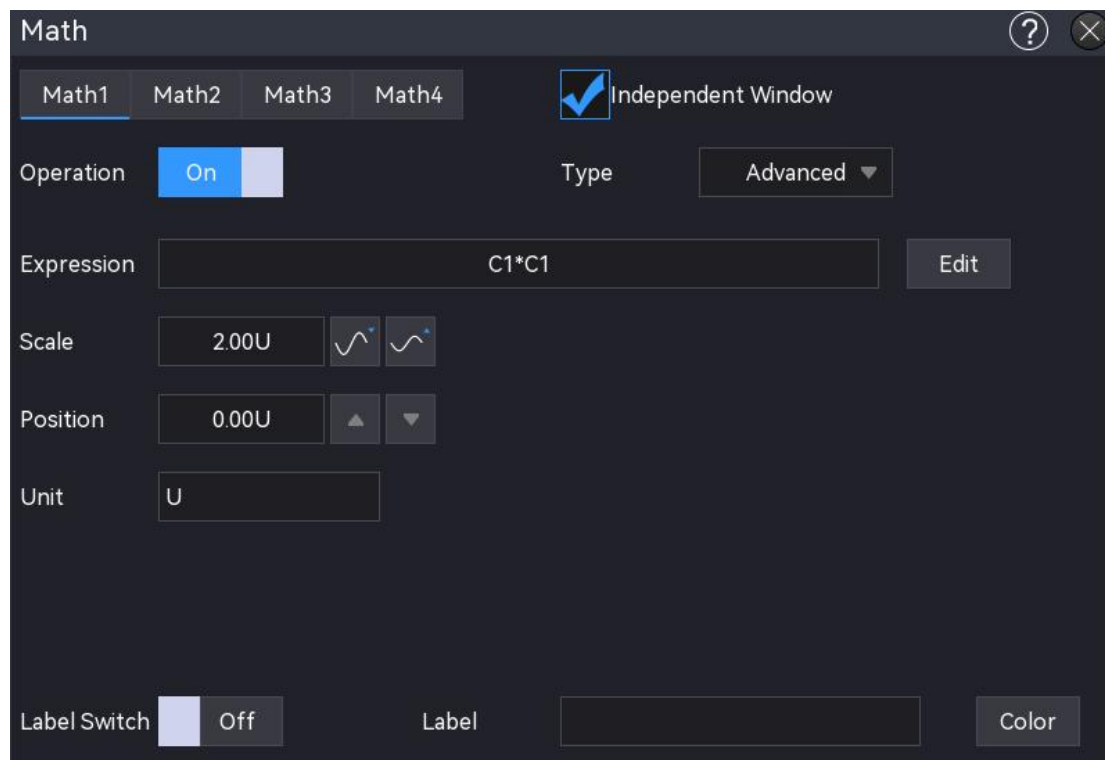 Math ?
Math1 Math2 Math3 Math4 Independent Window
Operation On Type Advanced
Expression C1*C1 Edit
Scale 2.00U
Position 0.00U
Unit U
Label Switch Off Label Color